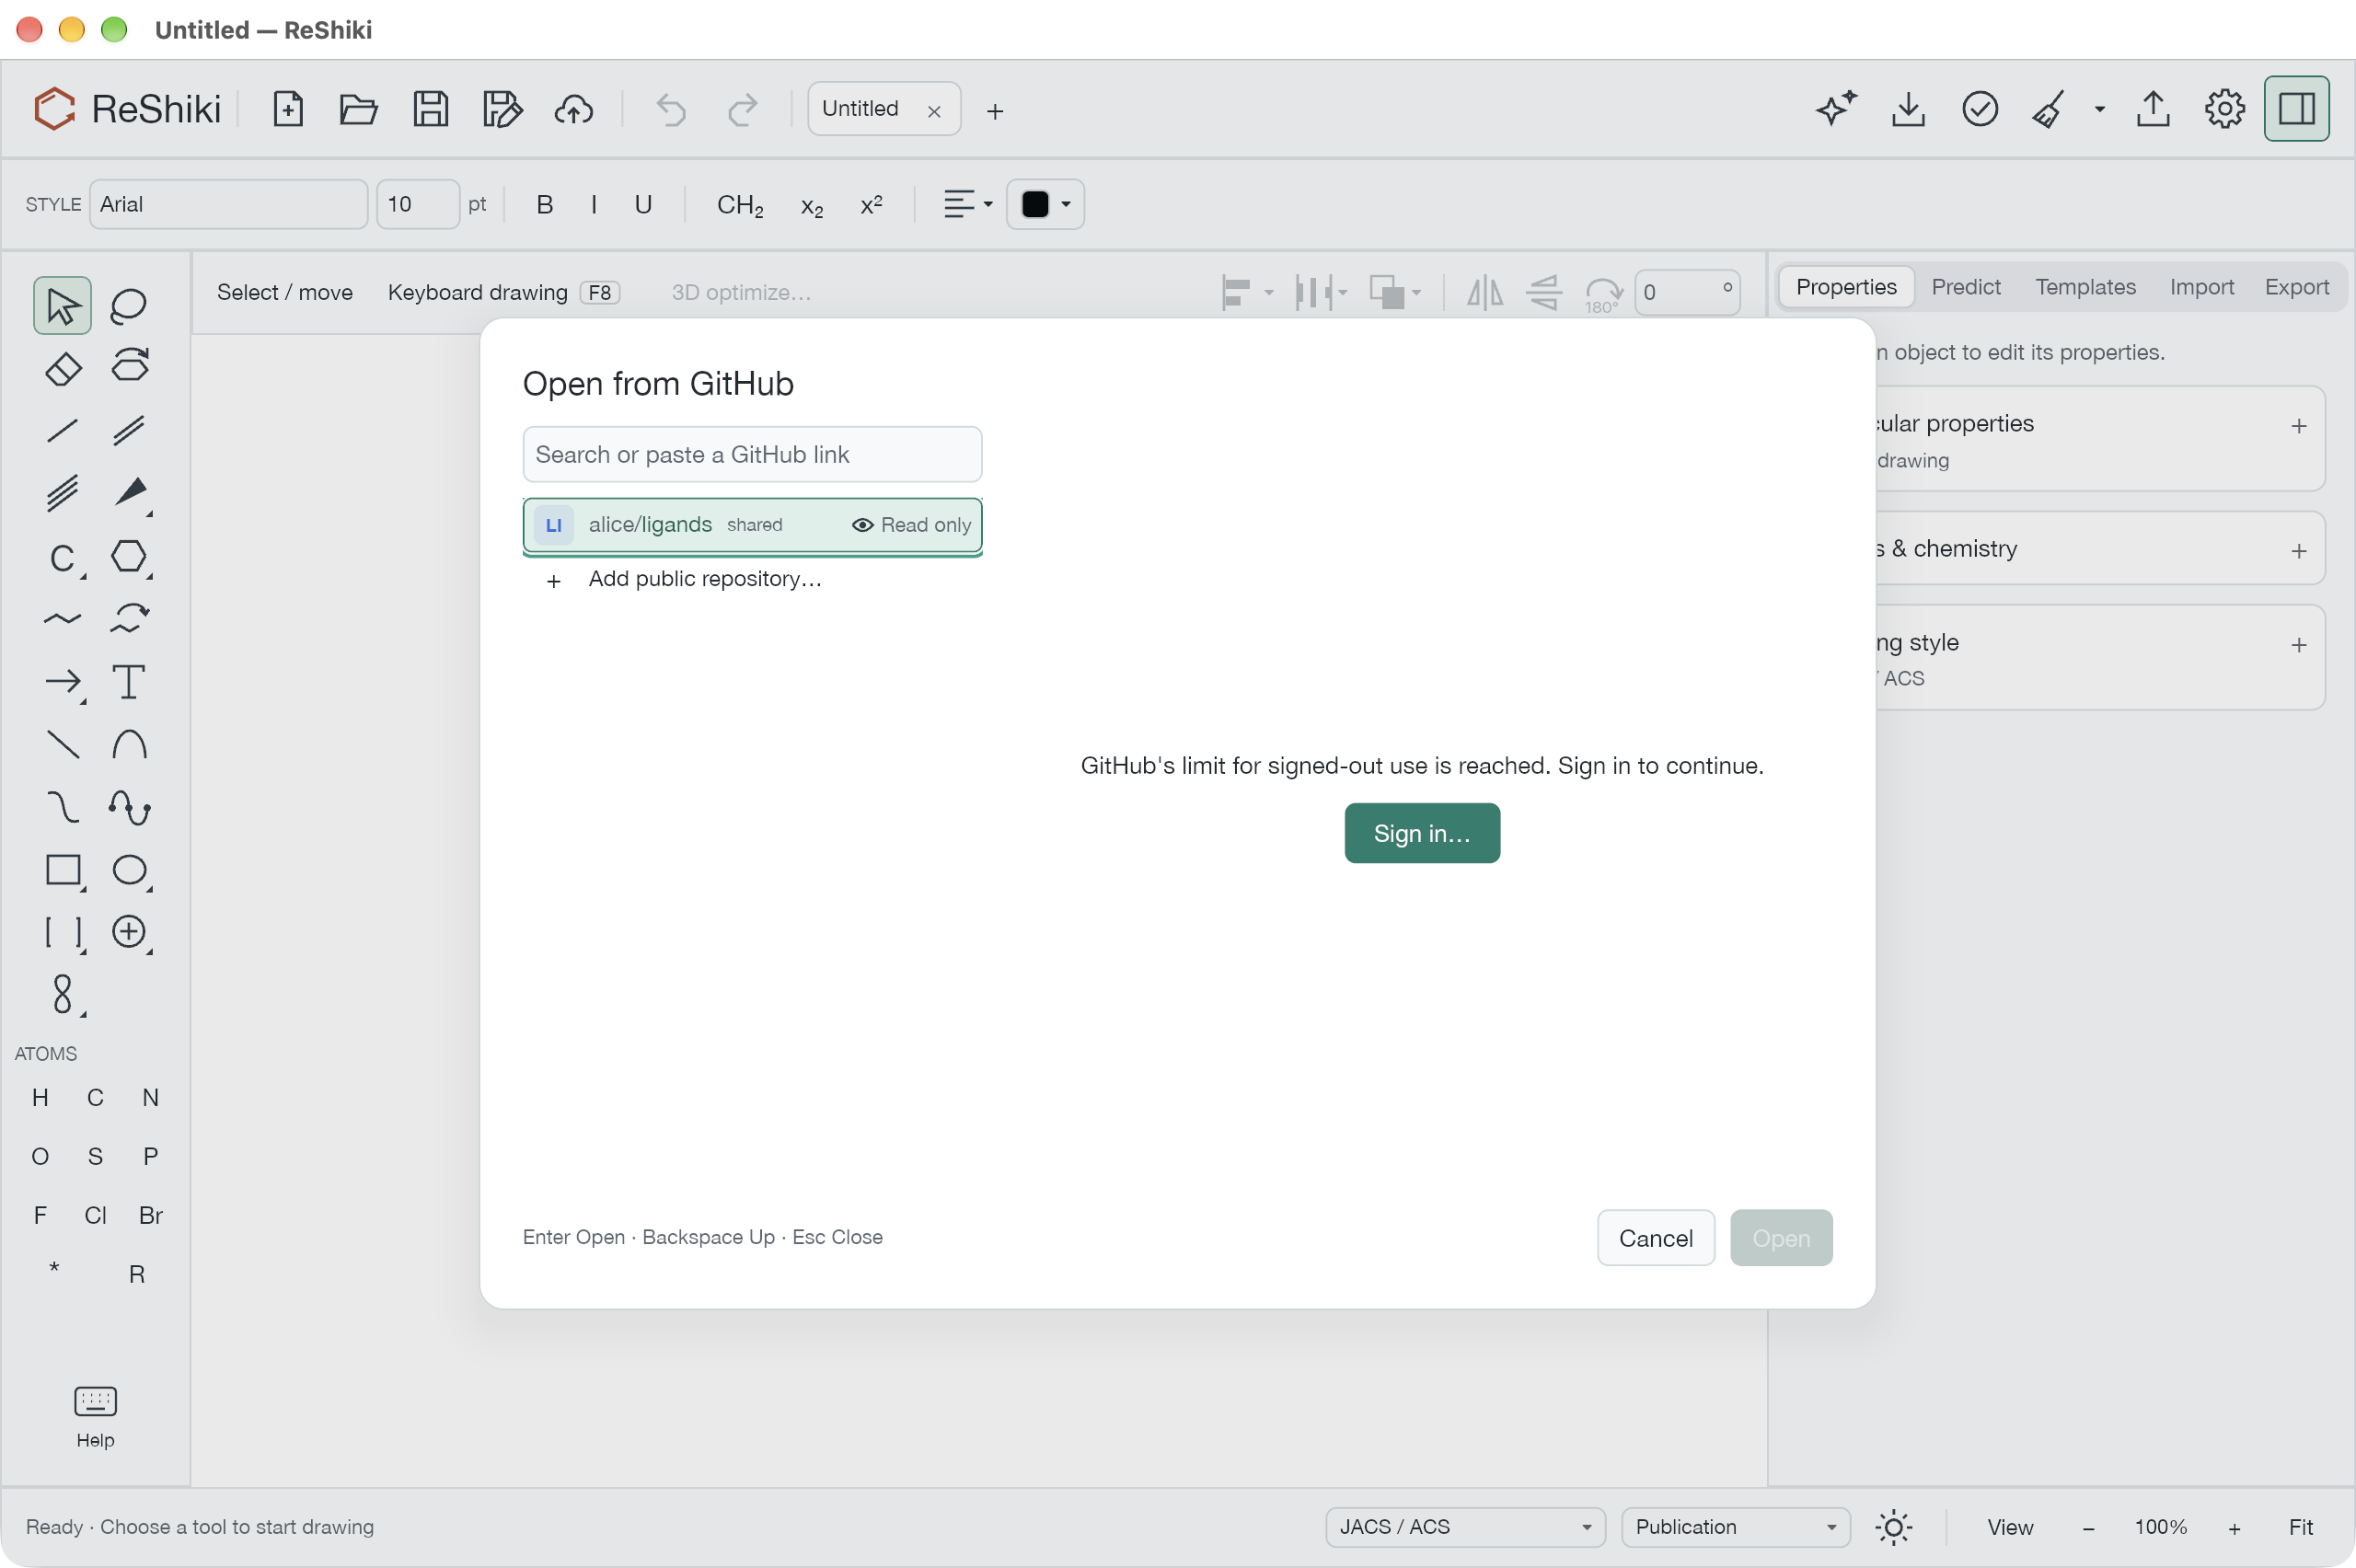 Untitled — ReShiki
ReShiki
Untitled
STYLE Arial 10 pt B I U CH₂ x₂ x²
Select / move Keyboard drawing F8 3D optimize… 180° 0 °
Properties Predict Templates Import Export
n object to edit its properties.
cular properties
drawing
s & chemistry
ng style
ACS
Open from GitHub
Search or paste a GitHub link
LI alice/ligands shared Read only
+ Add public repository…
GitHub's limit for signed-out use is reached. Sign in to continue.
Sign in…
Enter Open · Backspace Up · Esc Close
Cancel Open
C
T
[ ]
ATOMS
H C N
O S P
F Cl Br
* R
Help
Ready · Choose a tool to start drawing
JACS / ACS Publication View – 100% + Fit